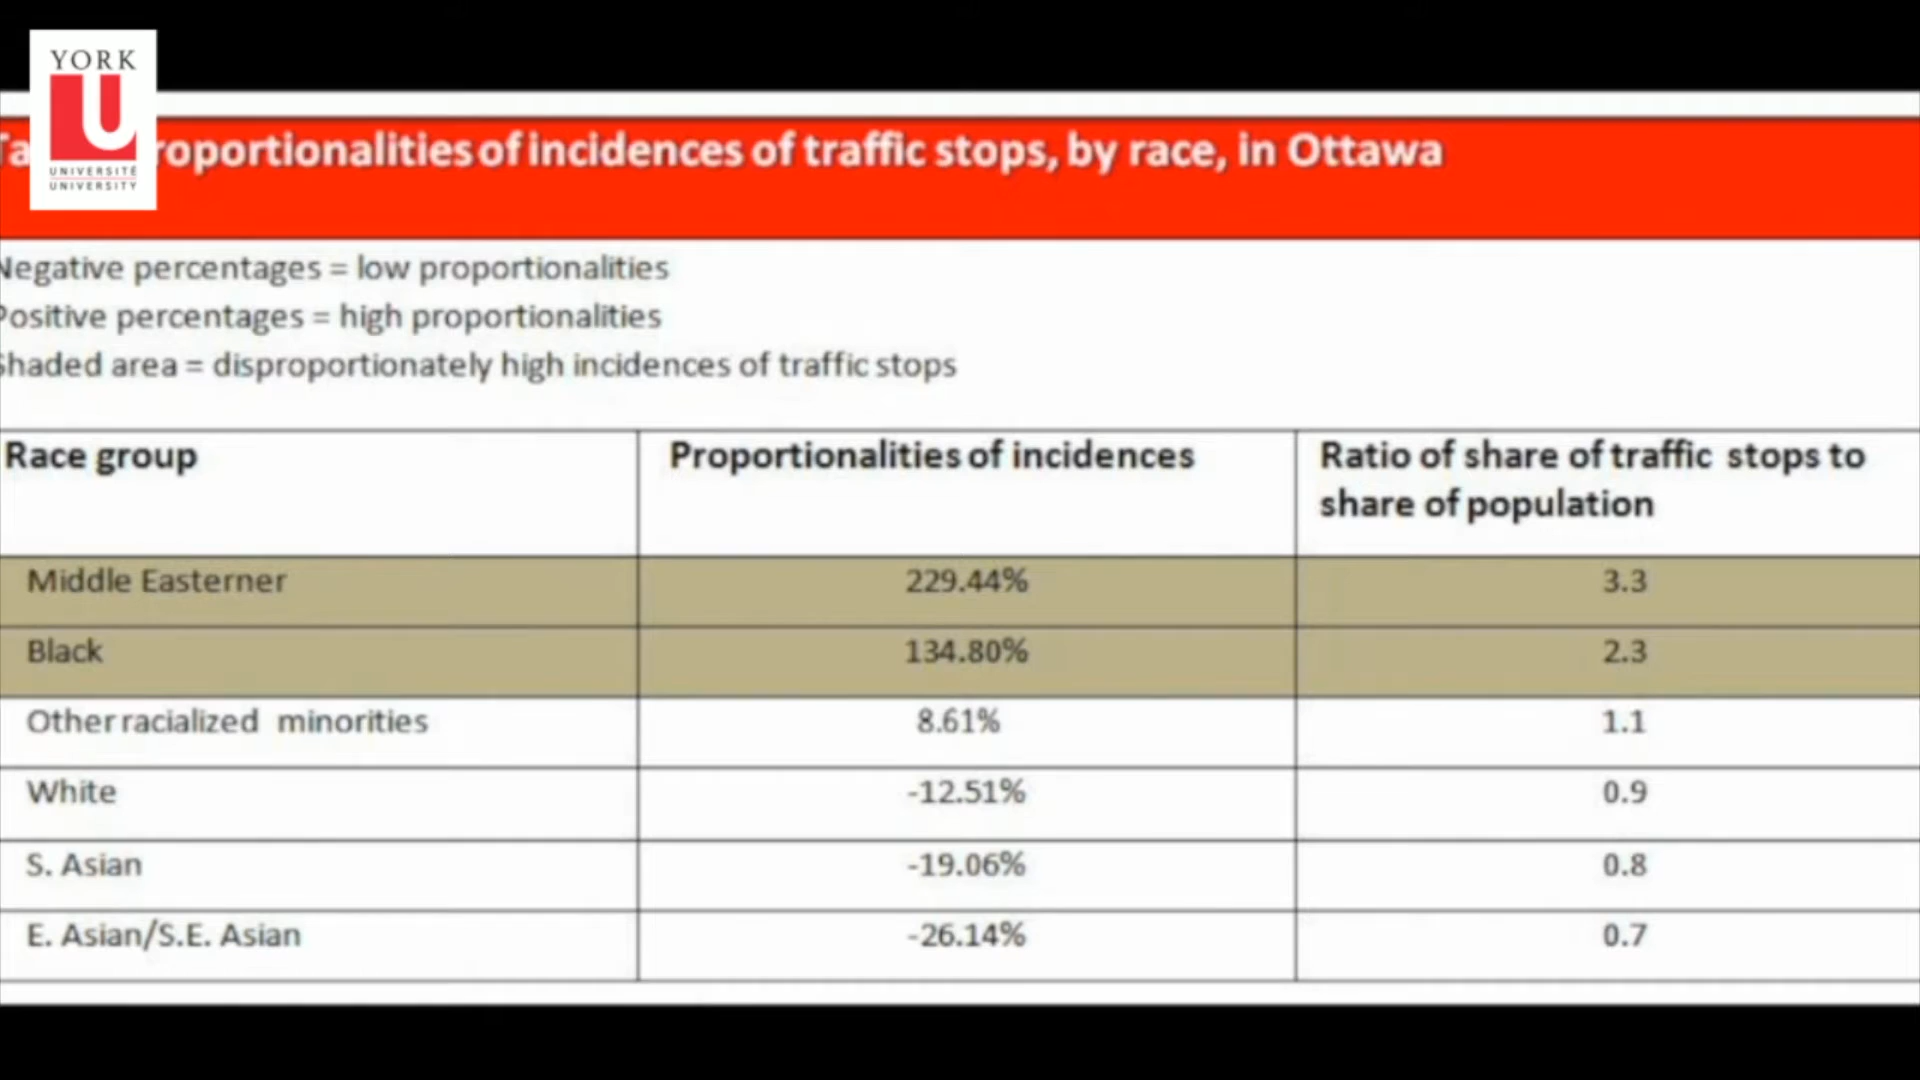 YORK
U
UNIVERSITÉ
UNIVERSITY
roportionalities of incidences of traffic stops, by race, in Ottawa
Negative percentages = low proportionalities
Positive percentages = high proportionalities
Shaded area = disproportionately high incidences of traffic stops
Race group Proportionalities of incidences Ratio of share of traffic stops to share of population
Middle Easterner 229.44% 3.3
Black 134.80% 2.3
Other racialized minorities 8.61% 1.1
White -12.51% 0.9
S. Asian -19.06% 0.8
E. Asian/S.E. Asian -26.14% 0.7